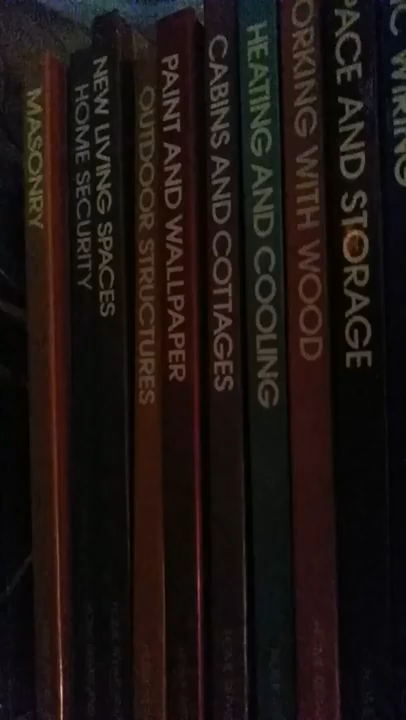 MASONRY
HOME SECURITY
NEW LIVING SPACES
OUTDOOR STRUCTURES
PAINT AND WALLPAPER
CABINS AND COTTAGES
HEATING AND COOLING
ORKING WITH WOOD
PACE AND STORAGE
C WIRING